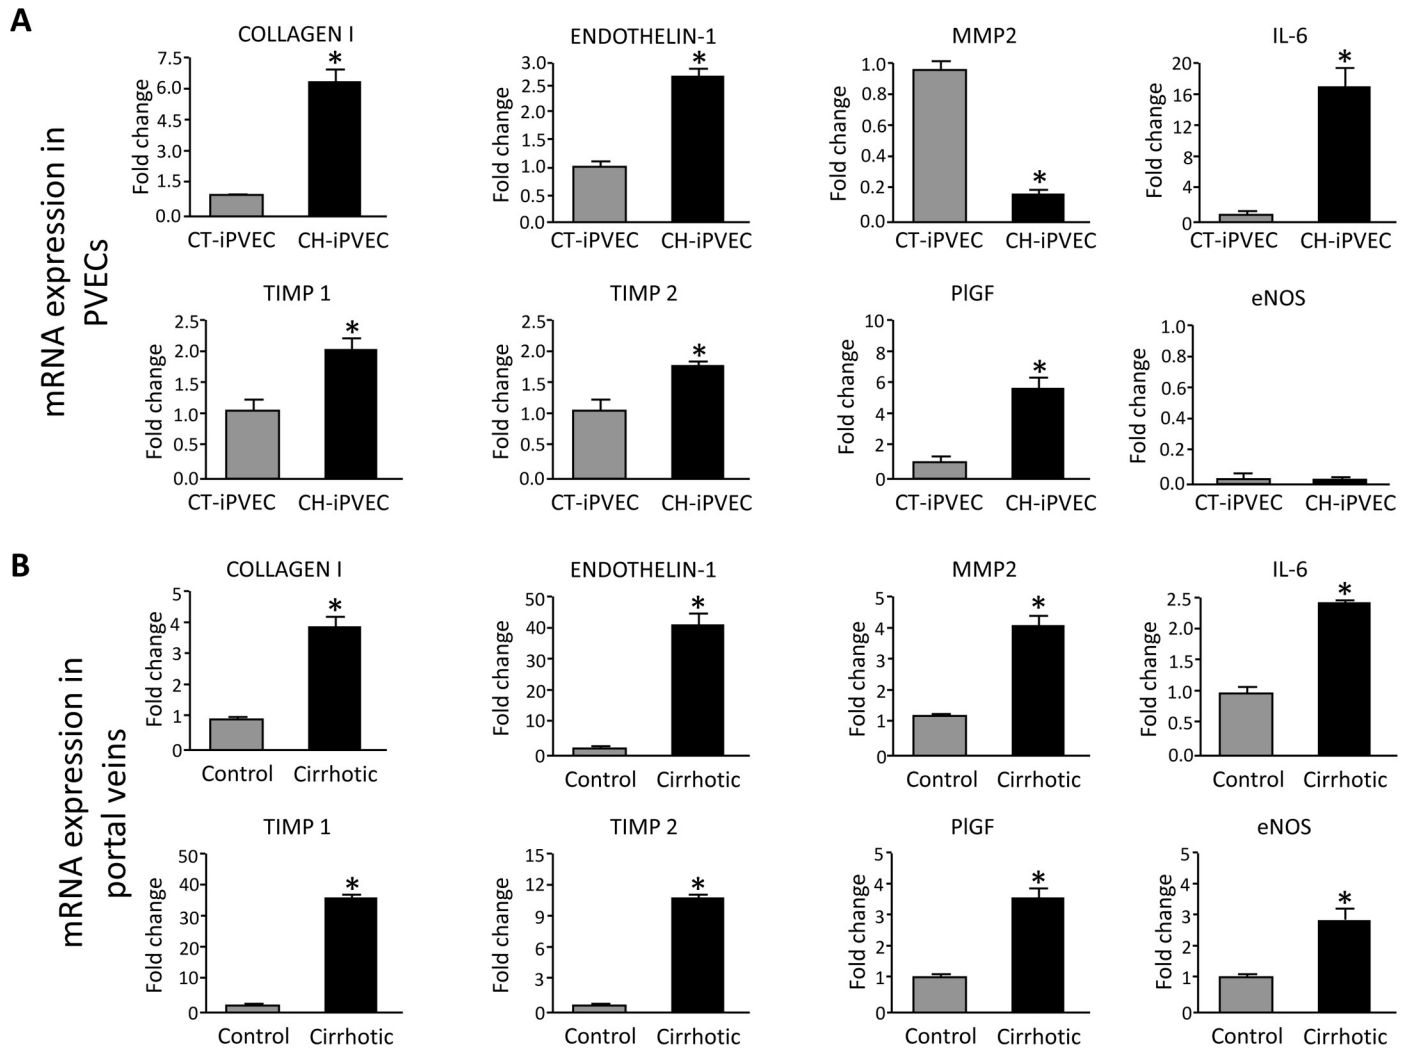 A
mRNA expression in
PVECs
COLLAGEN I
Fold change
7.5
6.0
4.5
3.0
1.5
0.0
*
CT-iPVEC
CH-iPVEC
ENDOTHELIN-1
Fold change
3.0
2.5
2.0
1.5
1.0
0.5
0.0
*
CT-iPVEC
CH-iPVEC
MMP2
Fold change
1.0
0.8
0.6
0.4
0.2
0.0
*
CT-iPVEC
CH-iPVEC
IL-6
Fold change
20
16
12
8
4
0
*
CT-iPVEC
CH-iPVEC
TIMP 1
Fold change
2.5
2.0
1.5
1.0
0.5
0.0
*
CT-iPVEC
CH-iPVEC
TIMP 2
Fold change
2.5
2.0
1.5
1.0
0.5
0.0
*
CT-iPVEC
CH-iPVEC
PlGF
Fold change
10
8
6
4
2
0
*
CT-iPVEC
CH-iPVEC
eNOS
Fold change
1.0
0.8
0.6
0.4
0.2
0.0
CT-iPVEC
CH-iPVEC
B
mRNA expression in
portal veins
COLLAGEN I
Fold change
5
4
3
2
1
0
*
Control
Cirrhotic
ENDOTHELIN-1
Fold change
50
40
30
20
10
0
*
Control
Cirrhotic
MMP2
Fold change
5
4
3
2
1
0
*
Control
Cirrhotic
IL-6
Fold change
2.5
2.0
1.5
1.0
0.5
0.0
*
Control
Cirrhotic
TIMP 1
Fold change
50
40
30
20
10
0
*
Control
Cirrhotic
TIMP 2
Fold change
15
12
9
6
3
0
*
Control
Cirrhotic
PlGF
Fold change
5
4
3
2
1
0
*
Control
Cirrhotic
eNOS
Fold change
5
4
3
2
1
0
*
Control
Cirrhotic